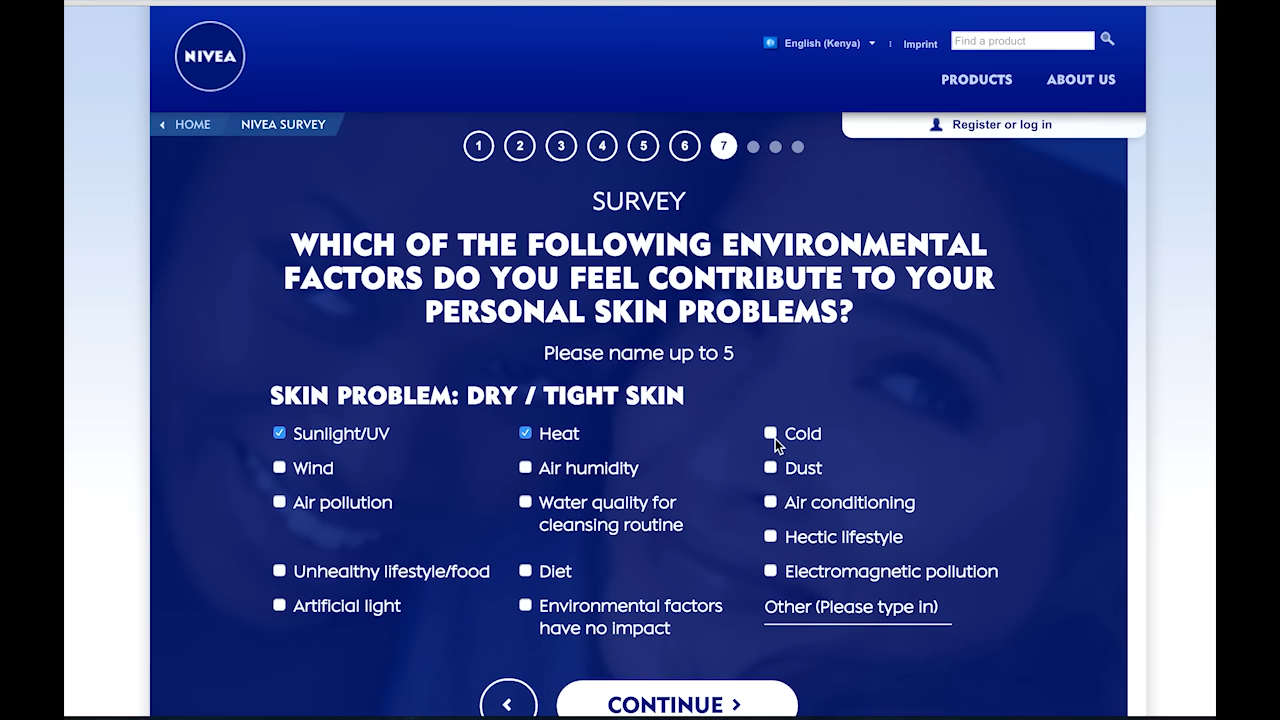 NIVEA
English (Kenya)
Imprint
Find a product
PRODUCTS
ABOUT US
HOME
NIVEA SURVEY
Register or log in
1 2 3 4 5 6 7
SURVEY
WHICH OF THE FOLLOWING ENVIRONMENTAL
FACTORS DO YOU FEEL CONTRIBUTE TO YOUR
PERSONAL SKIN PROBLEMS?
Please name up to 5
SKIN PROBLEM: DRY / TIGHT SKIN
Sunlight/UV
Heat
Cold
Wind
Air humidity
Dust
Air pollution
Water quality for
cleansing routine
Air conditioning
Hectic lifestyle
Unhealthy lifestyle/food
Diet
Electromagnetic pollution
Artificial light
Environmental factors
have no impact
Other (Please type in)
CONTINUE >